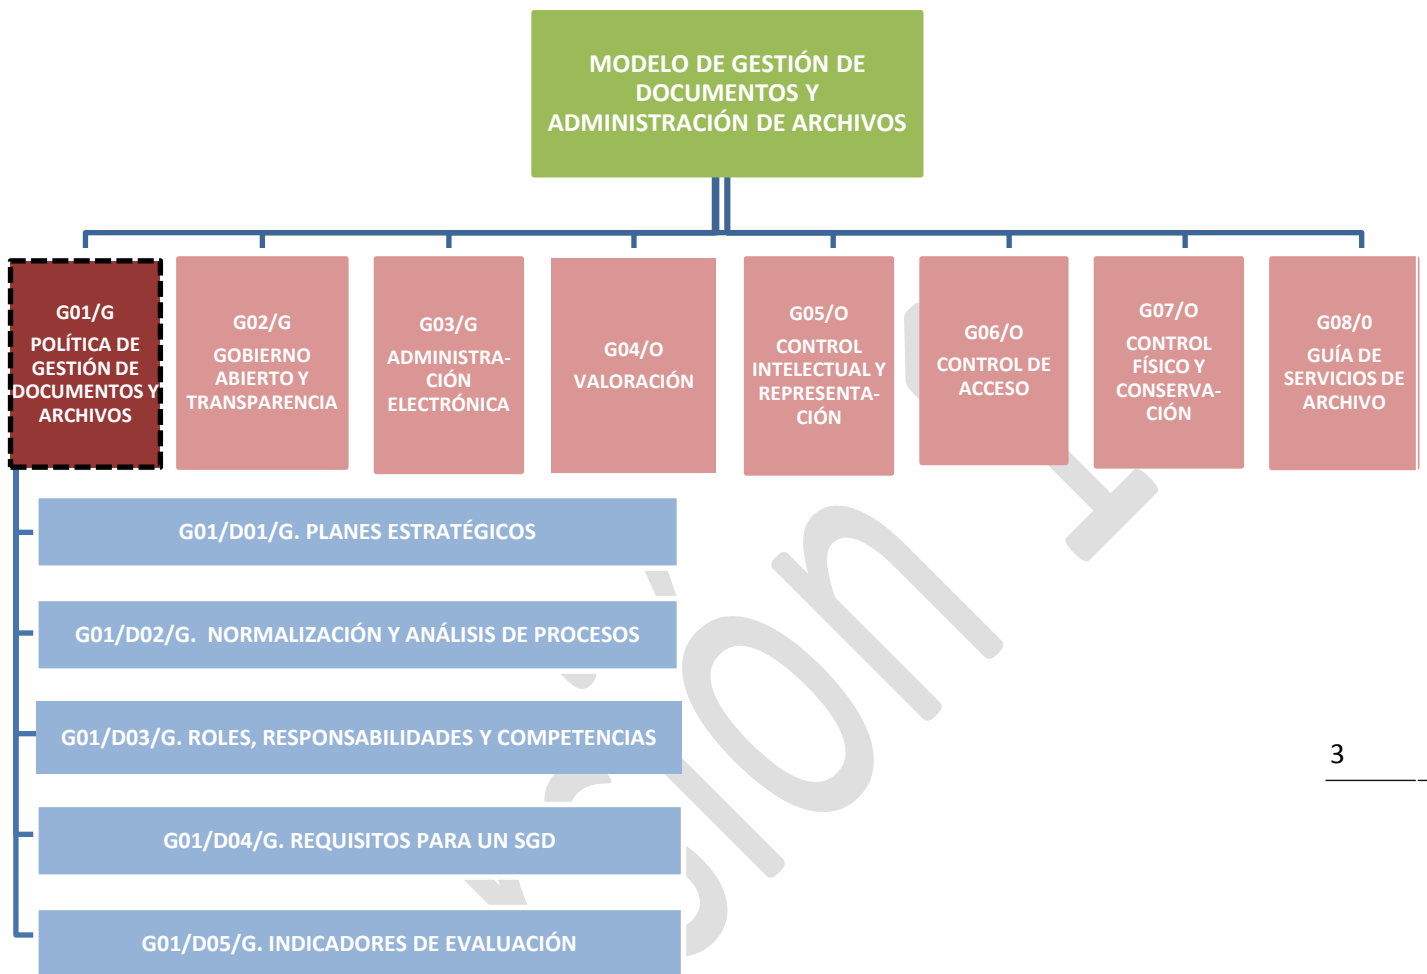 MODELO DE GESTIÓN DE
DOCUMENTOS Y
ADMINISTRACIÓN DE ARCHIVOS
G01/G
POLÍTICA DE
GESTIÓN DE
DOCUMENTOS Y
ARCHIVOS
G02/G
GOBIERNO
ABIERTO Y
TRANSPARENCIA
G03/G
ADMINISTRA-
CIÓN
ELECTRÓNICA
G04/O
VALORACIÓN
G05/O
CONTROL
INTELECTUAL Y
REPRESENTA-
CIÓN
G06/O
CONTROL DE
ACCESO
G07/O
CONTROL
FÍSICO Y
CONSERVA-
CIÓN
G08/0
GUÍA DE
SERVICIOS DE
ARCHIVO
G01/D01/G. PLANES ESTRATÉGICOS
G01/D02/G. NORMALIZACIÓN Y ANÁLISIS DE PROCESOS
G01/D03/G. ROLES, RESPONSABILIDADES Y COMPETENCIAS
G01/D04/G. REQUISITOS PARA UN SGD
G01/D05/G. INDICADORES DE EVALUACIÓN
3